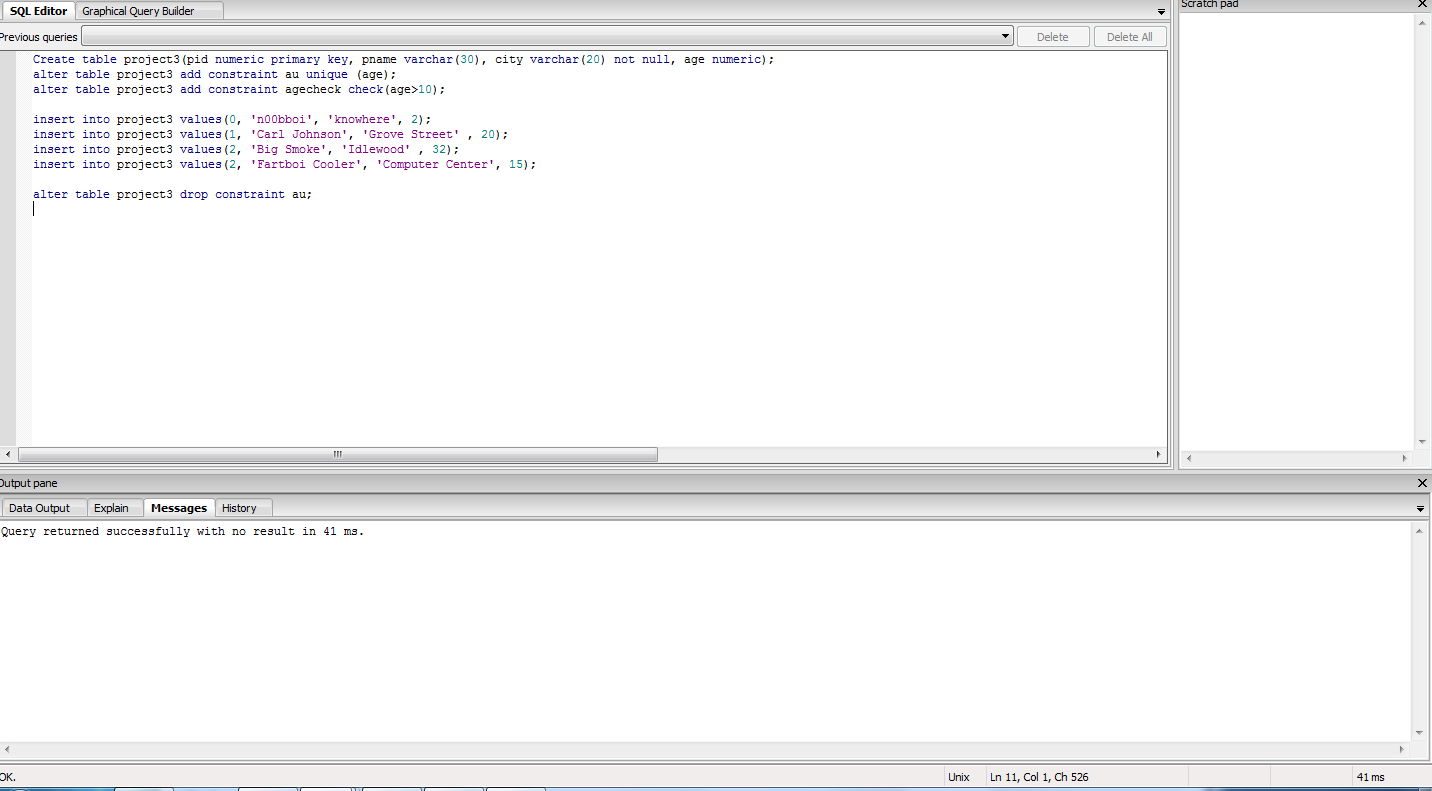 SQL Editor Graphical Query Builder
Scratch pad
Previous queries Delete Delete All
Create table project3(pid numeric primary key, pname varchar(30), city varchar(20) not null, age numeric);
alter table project3 add constraint au unique (age);
alter table project3 add constraint agecheck check(age>10);
insert into project3 values(0, 'n00bboi', 'knowhere', 2);
insert into project3 values(1, 'Carl Johnson', 'Grove Street' , 20);
insert into project3 values(2, 'Big Smoke', 'Idlewood' , 32);
insert into project3 values(2, 'Fartboi Cooler', 'Computer Center', 15);
alter table project3 drop constraint au;
Output pane
Data Output Explain Messages History
Query returned successfully with no result in 41 ms.
OK. Unix Ln 11, Col 1, Ch 526 41 ms